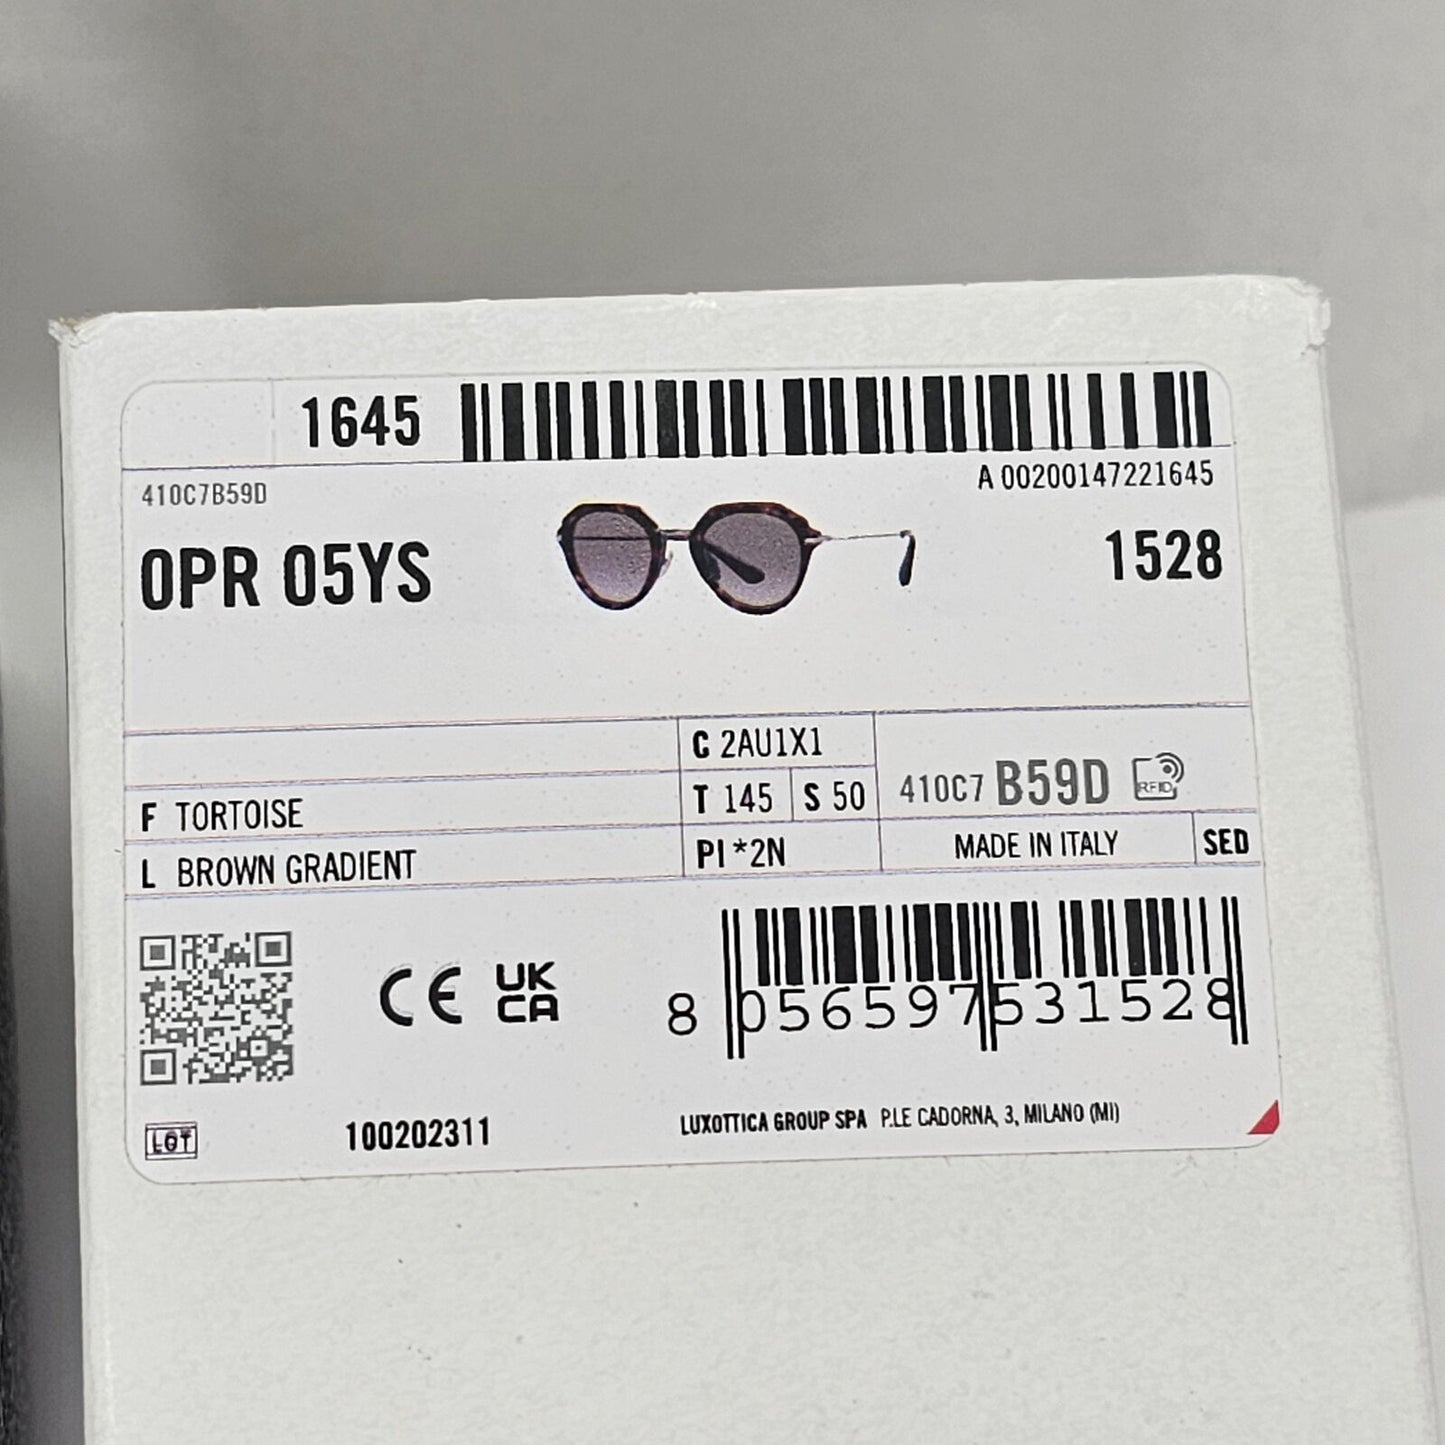 1645
A 00200147221645
410C7B59D
0PR 05YS
1528
C 2AU1X1
F TORTOISE
T 145
S 50
410C7 B59D
RFID
L BROWN GRADIENT
PI *2N
MADE IN ITALY
SED
CE
UK
CA
8 056597 531528
LOT
100202311
LUXOTTICA GROUP SPA P.LE CADORNA, 3, MILANO (MI)